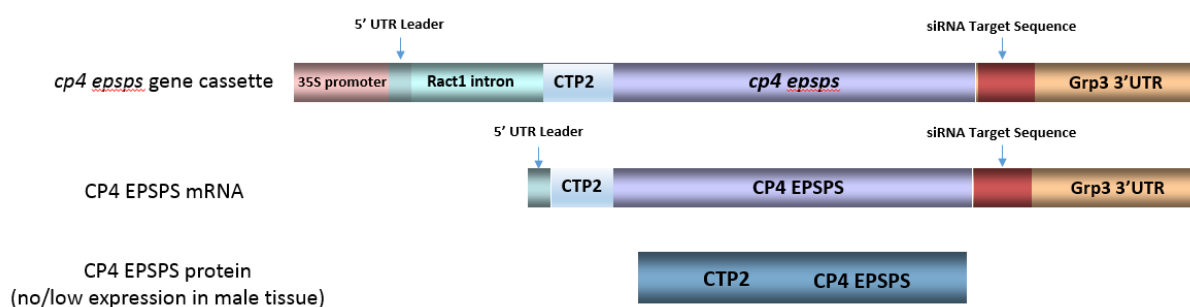 5' UTR Leader
siRNA Target Sequence
cp4 epsps gene cassette
35S promoter
Ract1 intron
CTP2
cp4 epsps
Grp3 3'UTR
5' UTR Leader
siRNA Target Sequence
CP4 EPSPS mRNA
CTP2
CP4 EPSPS
Grp3 3'UTR
CP4 EPSPS protein
(no/low expression in male tissue)
CTP2
CP4 EPSPS